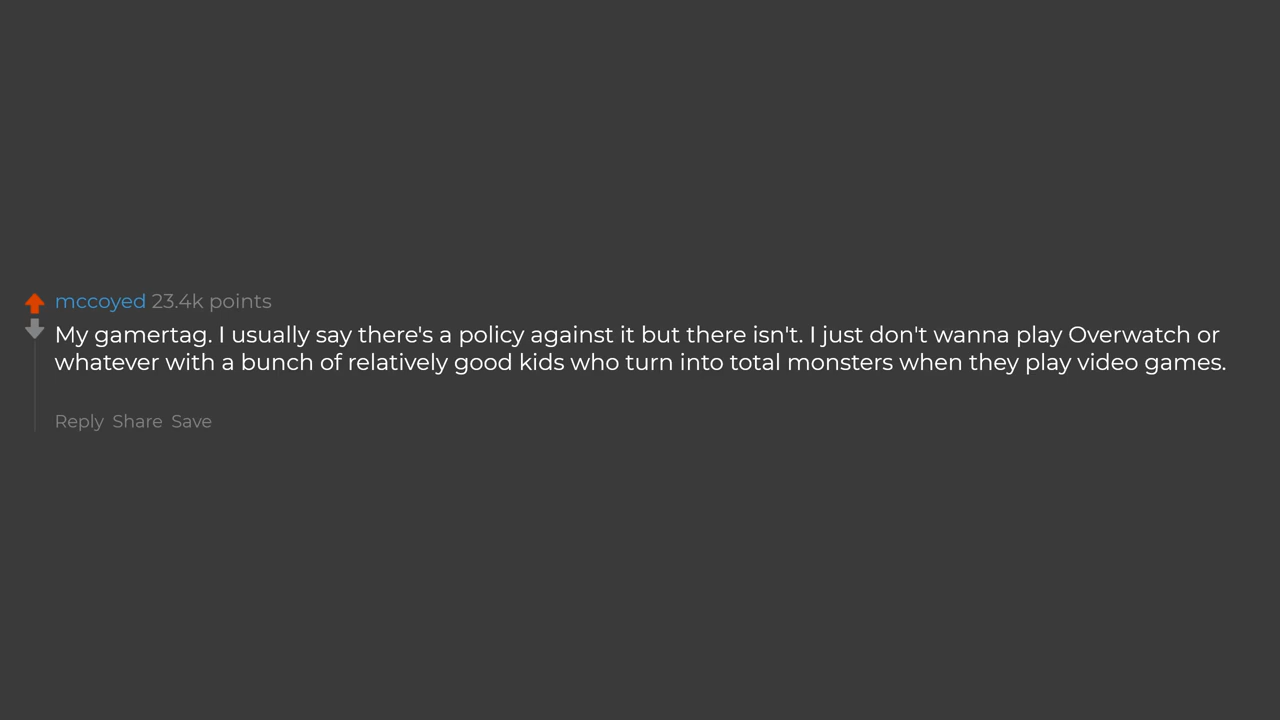 mccoyed 23.4k points
My gamertag. I usually say there's a policy against it but there isn't. I just don't wanna play Overwatch or
whatever with a bunch of relatively good kids who turn into total monsters when they play video games.
Reply Share Save